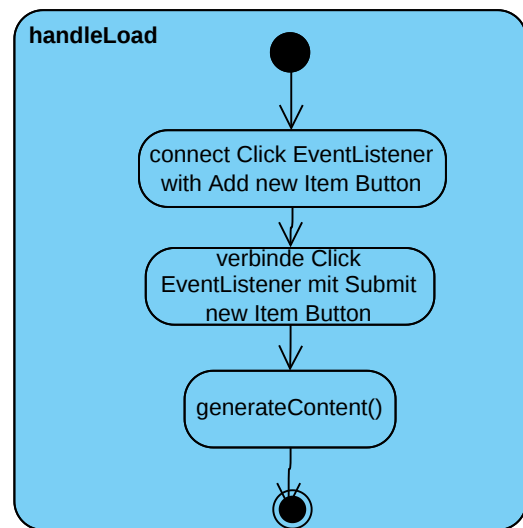 handleLoad
connect Click EventListener
with Add new Item Button
verbinde Click
EventListener mit Submit
new Item Button
generateContent()